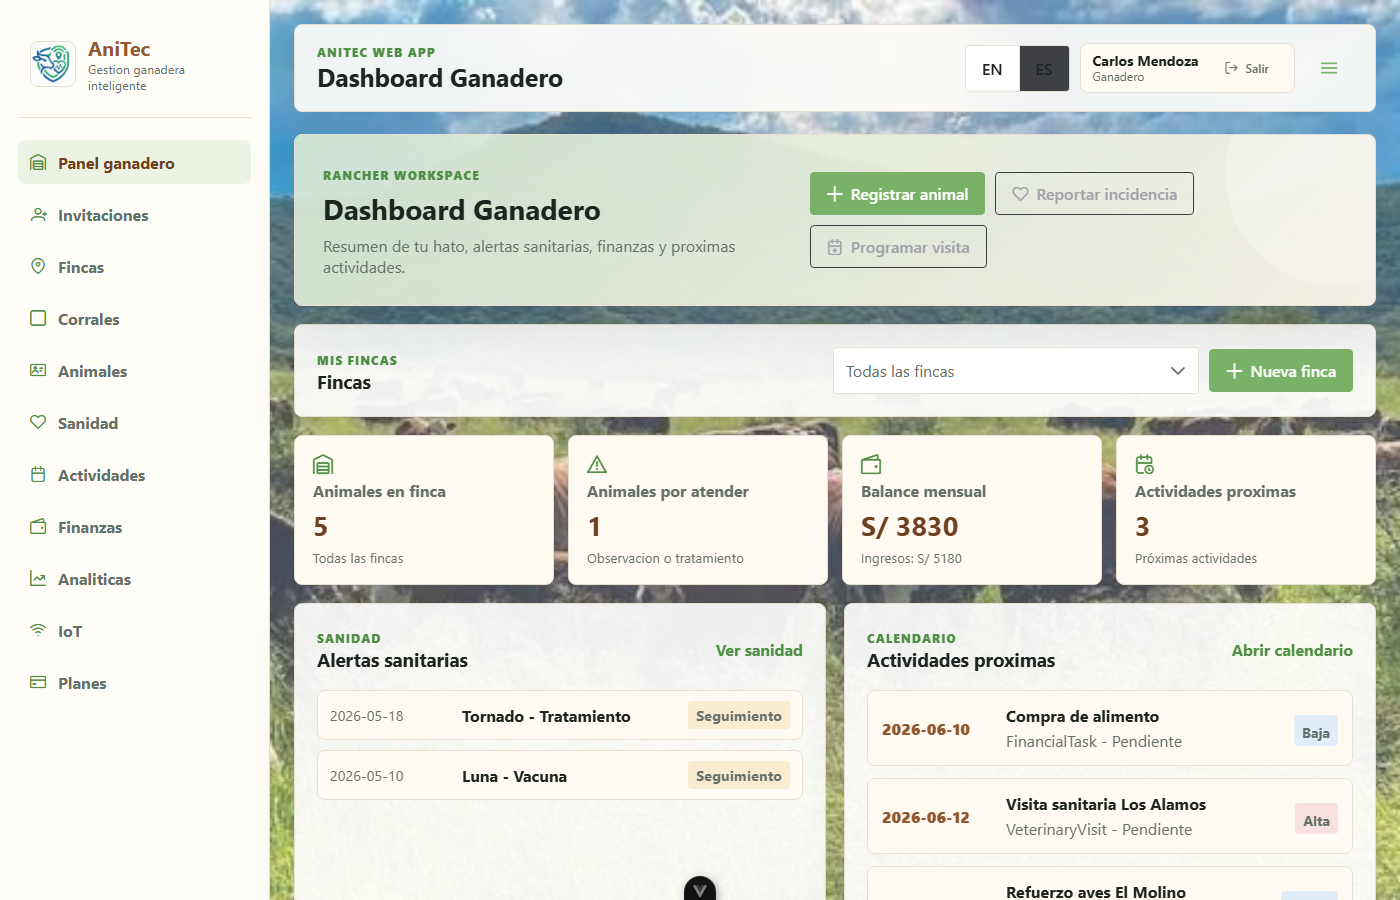 AniTec
Gestion ganadera
inteligente
Panel ganadero
Invitaciones
Fincas
Corrales
Animales
Sanidad
Actividades
Finanzas
Analiticas
IoT
Planes
ANITEC WEB APP
Dashboard Ganadero
EN
ES
Carlos Mendoza
Ganadero
Salir
RANCHER WORKSPACE
Dashboard Ganadero
Resumen de tu hato, alertas sanitarias, finanzas y proximas
actividades.
Registrar animal
Reportar incidencia
Programar visita
MIS FINCAS
Fincas
Todas las fincas
Nueva finca
Animales en finca
5
Todas las fincas
Animales por atender
1
Observacion o tratamiento
Balance mensual
S/ 3830
Ingresos: S/ 5180
Actividades proximas
3
Próximas actividades
SANIDAD
Alertas sanitarias
Ver sanidad
2026-05-18 Tornado - Tratamiento Seguimiento
2026-05-10 Luna - Vacuna Seguimiento
CALENDARIO
Actividades proximas
Abrir calendario
2026-06-10
Compra de alimento
FinancialTask - Pendiente
Baja
2026-06-12
Visita sanitaria Los Alamos
VeterinaryVisit - Pendiente
Alta
Refuerzo aves El Molino